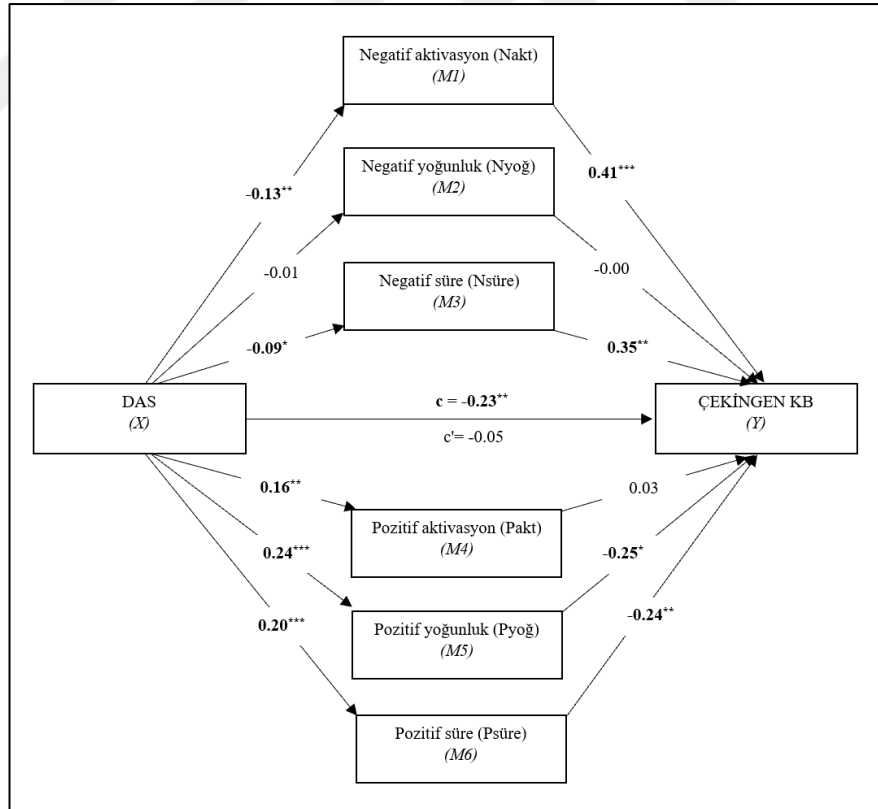 Negatif aktivasyon (Nakt)
(M1)
Negatif yoğunluk (Nyoğ)
(M2)
Negatif süre (Nsüre)
(M3)
-0.13**
-0.01
-0.09*
0.41***
-0.00
0.35**
DAS
(X)
c = -0.23**
c'= -0.05
ÇEKİNGEN KB
(Y)
0.16**
0.24***
0.20***
0.03
-0.25*
-0.24**
Pozitif aktivasyon (Pakt)
(M4)
Pozitif yoğunluk (Pyoğ)
(M5)
Pozitif süre (Psüre)
(M6)